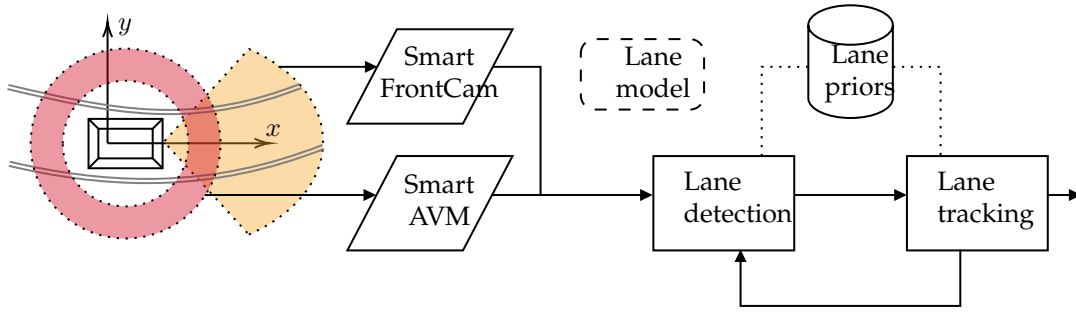 y
x
Smart
FrontCam
Smart
AVM
Lane
model
Lane
priors
Lane
detection
Lane
tracking